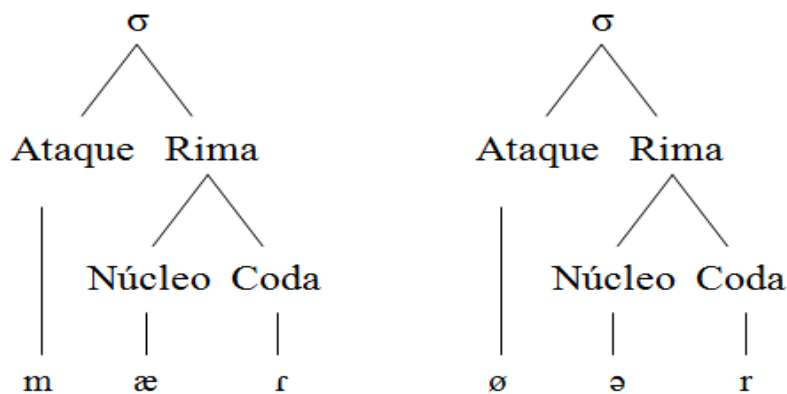 σ σ
Ataque Rima Ataque Rima
Núcleo Coda Núcleo Coda
m æ ɾ ø ə r